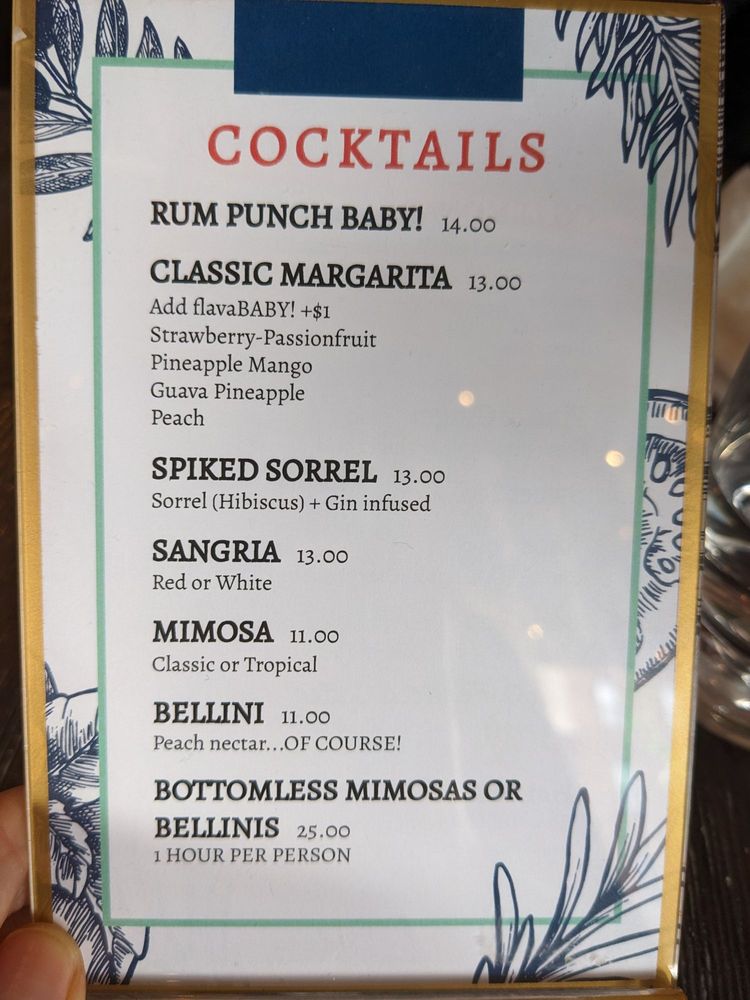 COCKTAILS
RUM PUNCH BABY! 14.00
CLASSIC MARGARITA 13.00
Add flavaBABY! +$1
Strawberry-Passionfruit
Pineapple Mango
Guava Pineapple
Peach
SPIKED SORREL 13.00
Sorrel (Hibiscus) + Gin infused
SANGRIA 13.00
Red or White
MIMOSA 11.00
Classic or Tropical
BELLINI 11.00
Peach nectar...OF COURSE!
BOTTOMLESS MIMOSAS OR
BELLINIS 25.00
1 HOUR PER PERSON